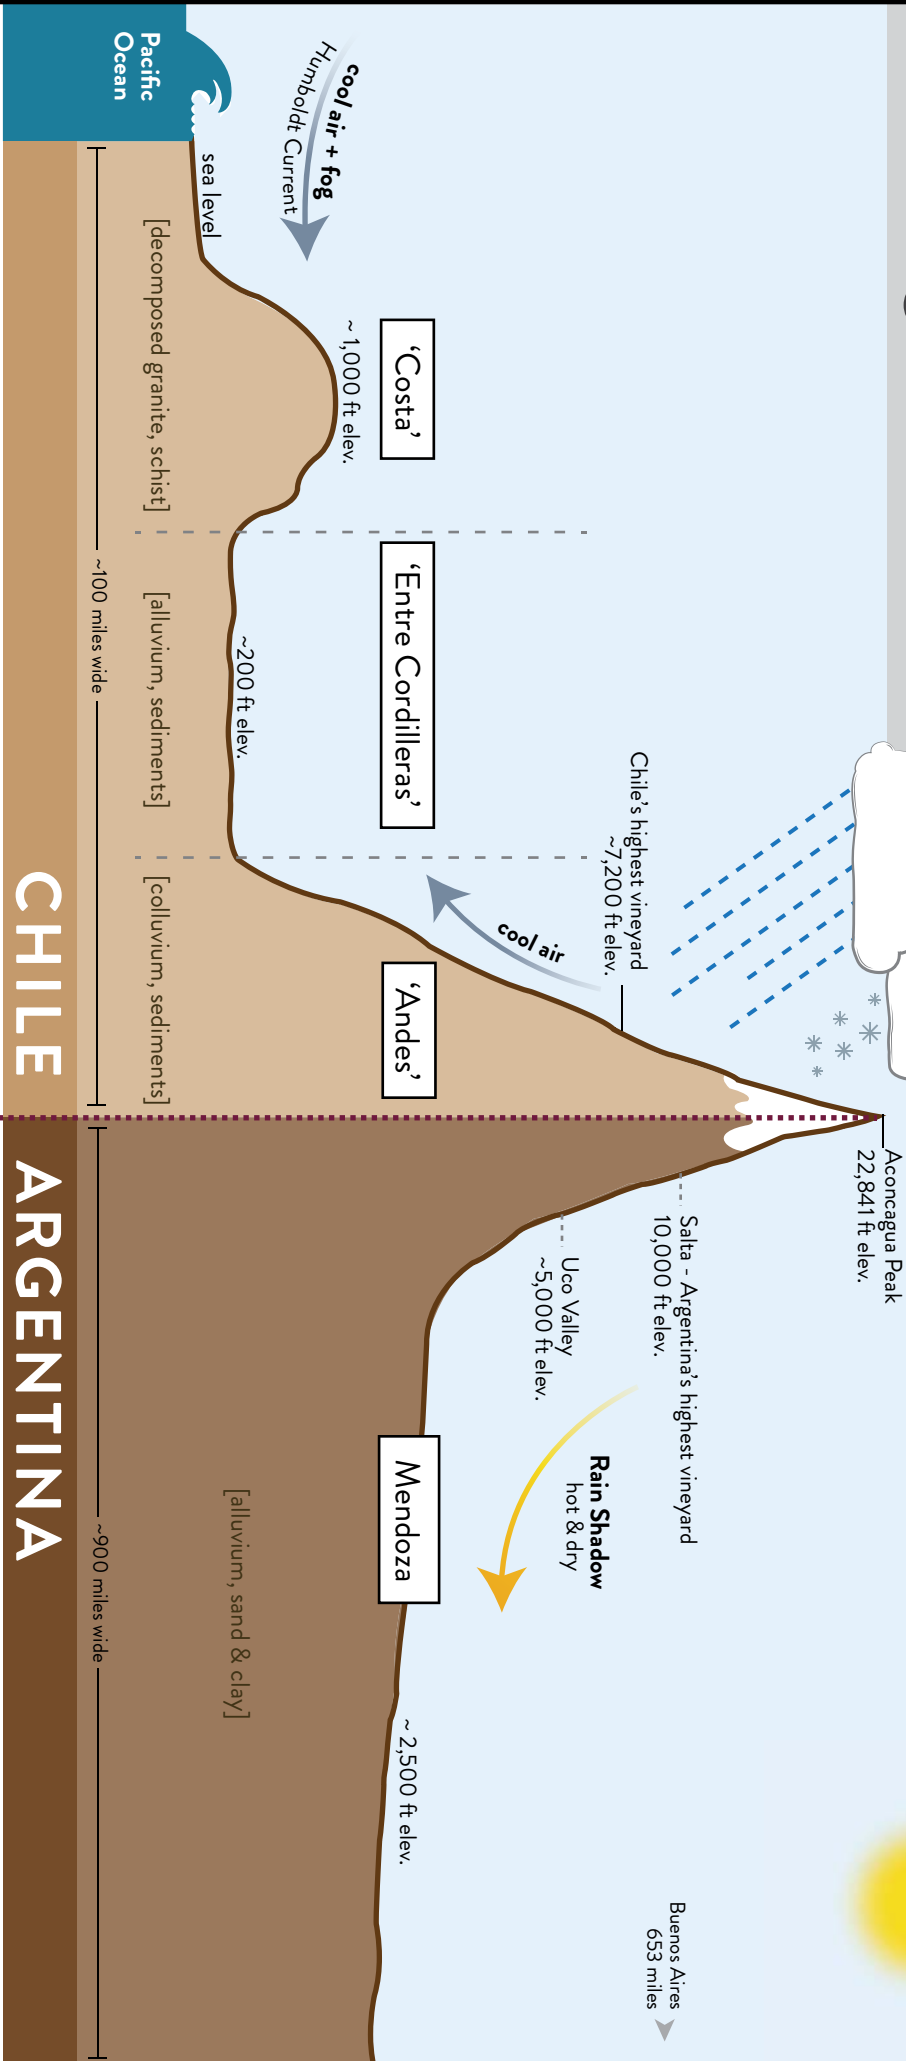 Pacific
Ocean
cool air + fog
Humboldt Current
sea level
'Costa'
~ 1,000 ft elev.
[decomposed granite, schist]
'Entre Cordilleras'
~200 ft elev.
[alluvium, sediments]
~100 miles wide
Chile's highest vineyard
~7,200 ft elev.
cool air
'Andes'
[colluvium, sediments]
CHILE
Aconcagua Peak
22,841 ft elev.
Salta - Argentina's highest vineyard
10,000 ft elev.
Uco Valley
~5,000 ft elev.
Rain Shadow
hot & dry
Mendoza
[alluvium, sand & clay]
~ 2,500 ft elev.
~900 miles wide
ARGENTINA
Buenos Aires
653 miles